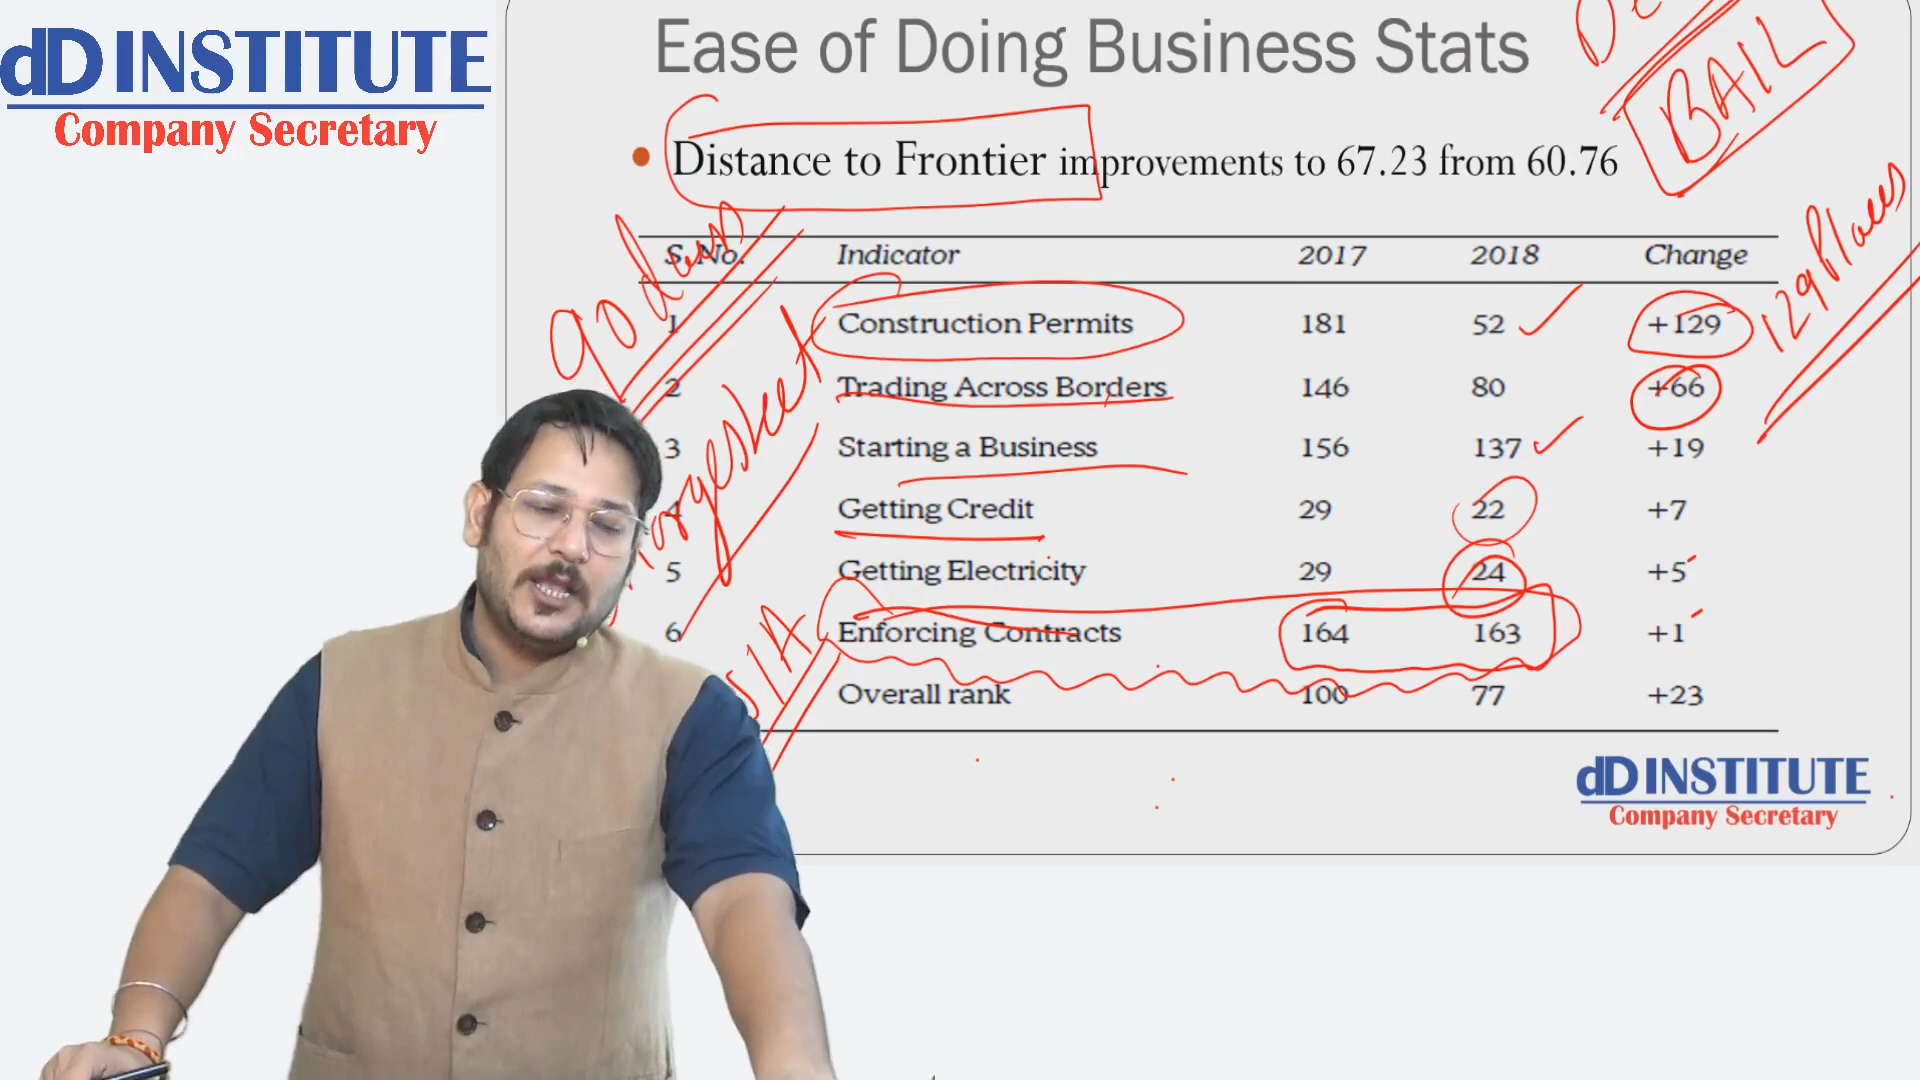 dD INSTITUTE
Company Secretary
Ease of Doing Business Stats
BAIL
• Distance to Frontier improvements to 67.23 from 60.76
129 Places
90 days
S. No. Indicator 2017 2018 Change
1 Construction Permits 181 52 +129
2 Trading Across Borders 146 80 +66
3 Starting a Business 156 137 +19
4 Getting Credit 29 22 +7
5 Getting Electricity 29 24 +5
6 Enforcing Contracts 164 163 +1
Overall rank 100 77 +23
dD INSTITUTE
Company Secretary